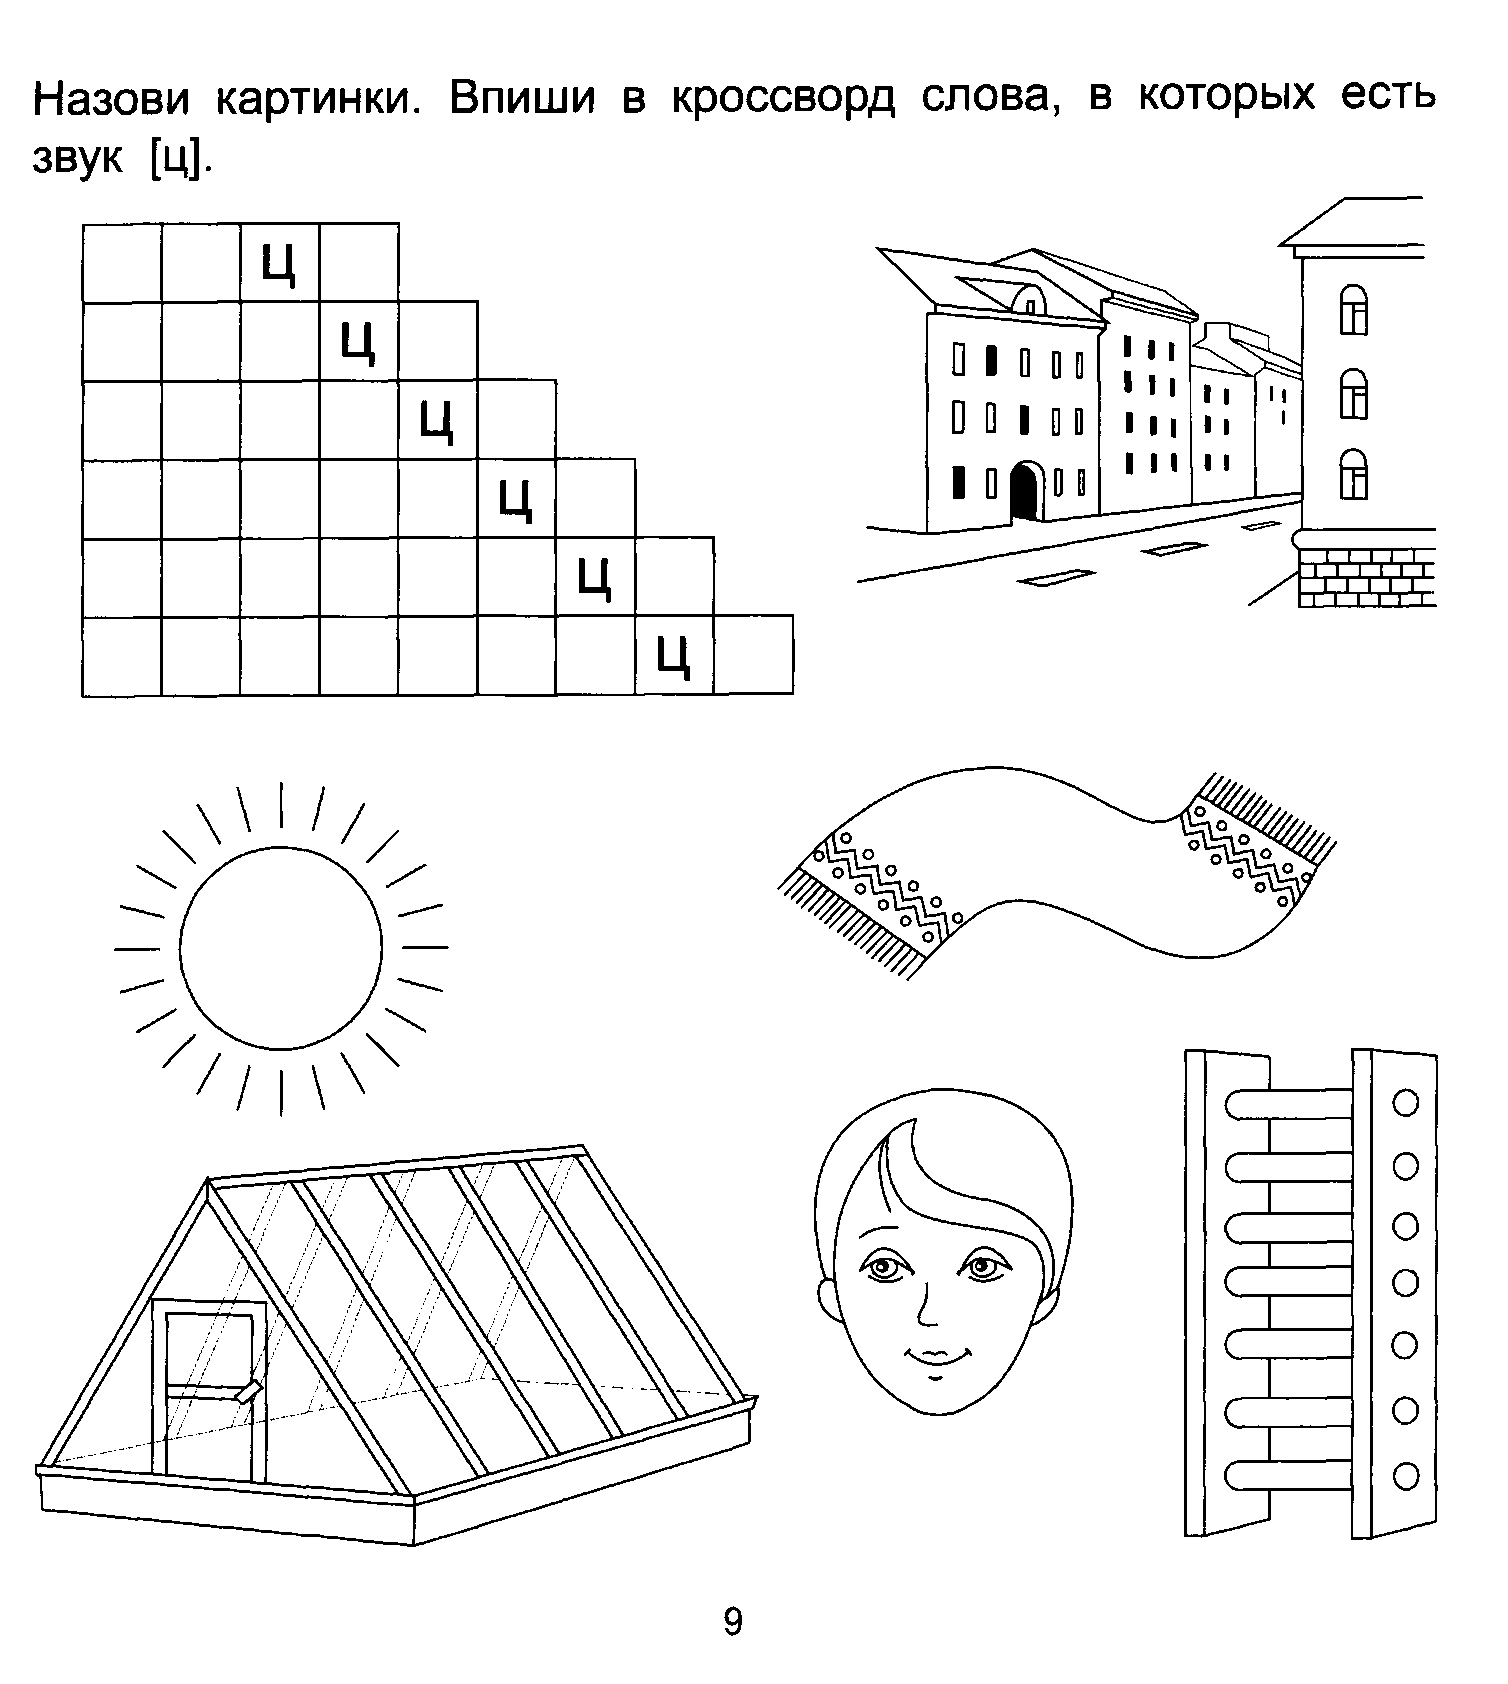 Назови картинки. Впиши в кроссворд слова, в которых есть
звук [ц].
Ц
Ц
Ц
Ц
Ц
Ц
9